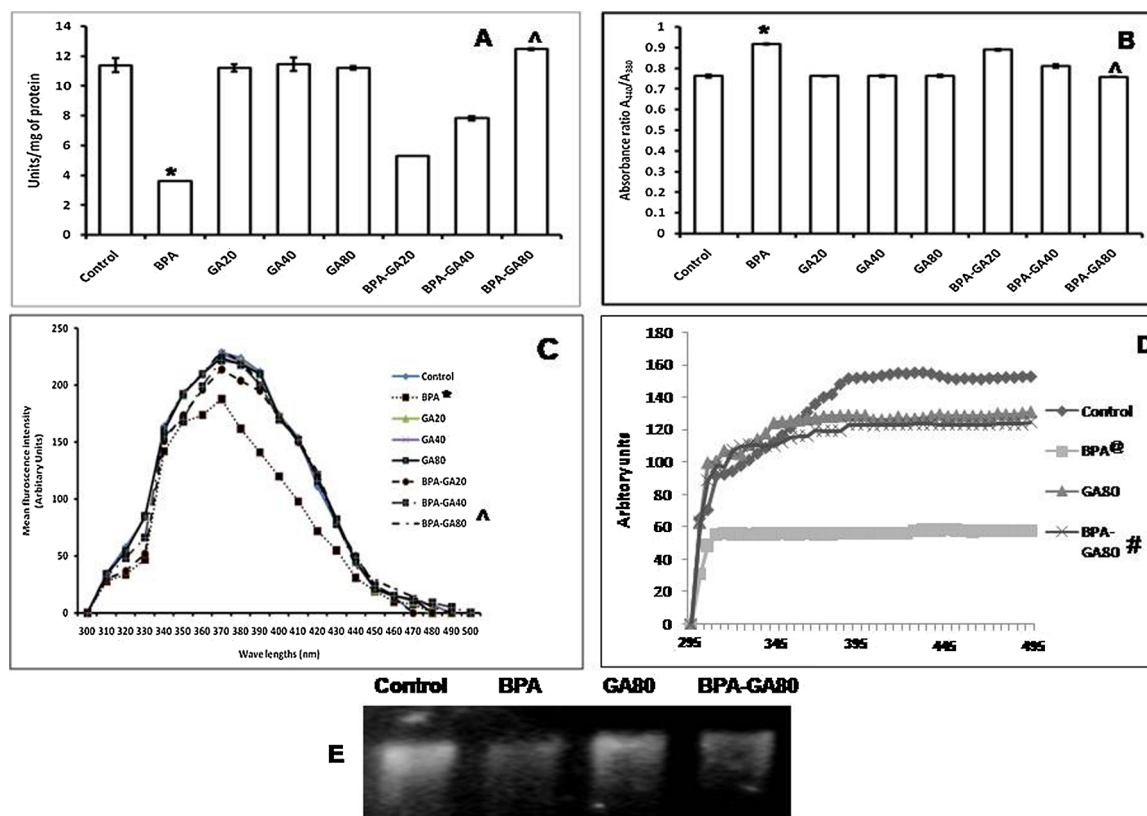 A
Units/mg of protein
14
12
10
8
6
4
2
0
*
^
Control
BPA
GA20
GA40
GA80
BPA-GA20
BPA-GA40
BPA-GA80
B
Absorbance ratio A440/A380
1
0.9
0.8
0.7
0.6
0.5
0.4
0.3
0.2
0.1
0
*
^
Control
BPA
GA20
GA40
GA80
BPA-GA20
BPA-GA40
BPA-GA80
C
Mean fluroscence intensity
(Arbitary Units)
250
200
150
100
50
0
Control
BPA *
GA20
GA40
GA80
BPA-GA20
BPA-GA40
BPA-GA80 ^
300 310 320 330 340 350 360 370 380 390 400 410 420 430 440 450 460 470 480 490 500
Wave lengths (nm)
D
Arbitory units
180
160
140
120
100
80
60
40
20
0
Control
BPA@
GA80
BPA-
GA80 #
295 345 395 445 495
Control BPA GA80 BPA-GA80
E